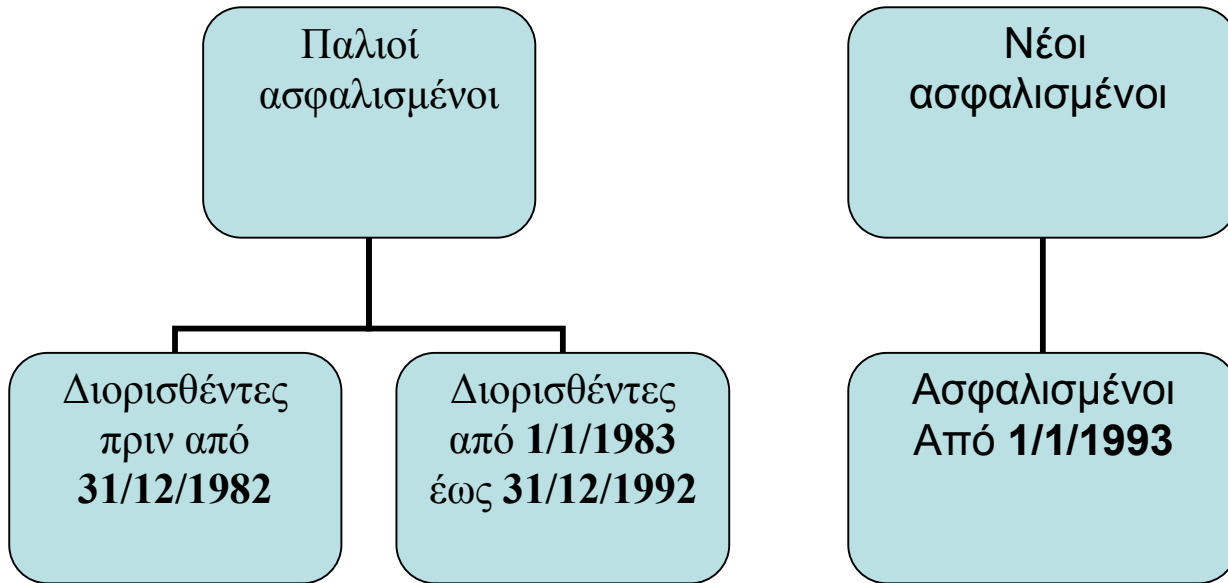 Παλιοί
ασφαλισμένοι
Νέοι
ασφαλισμένοι
Διορισθέντες
πριν από
31/12/1982
Διορισθέντες
από 1/1/1983
έως 31/12/1992
Ασφαλισμένοι
Από 1/1/1993